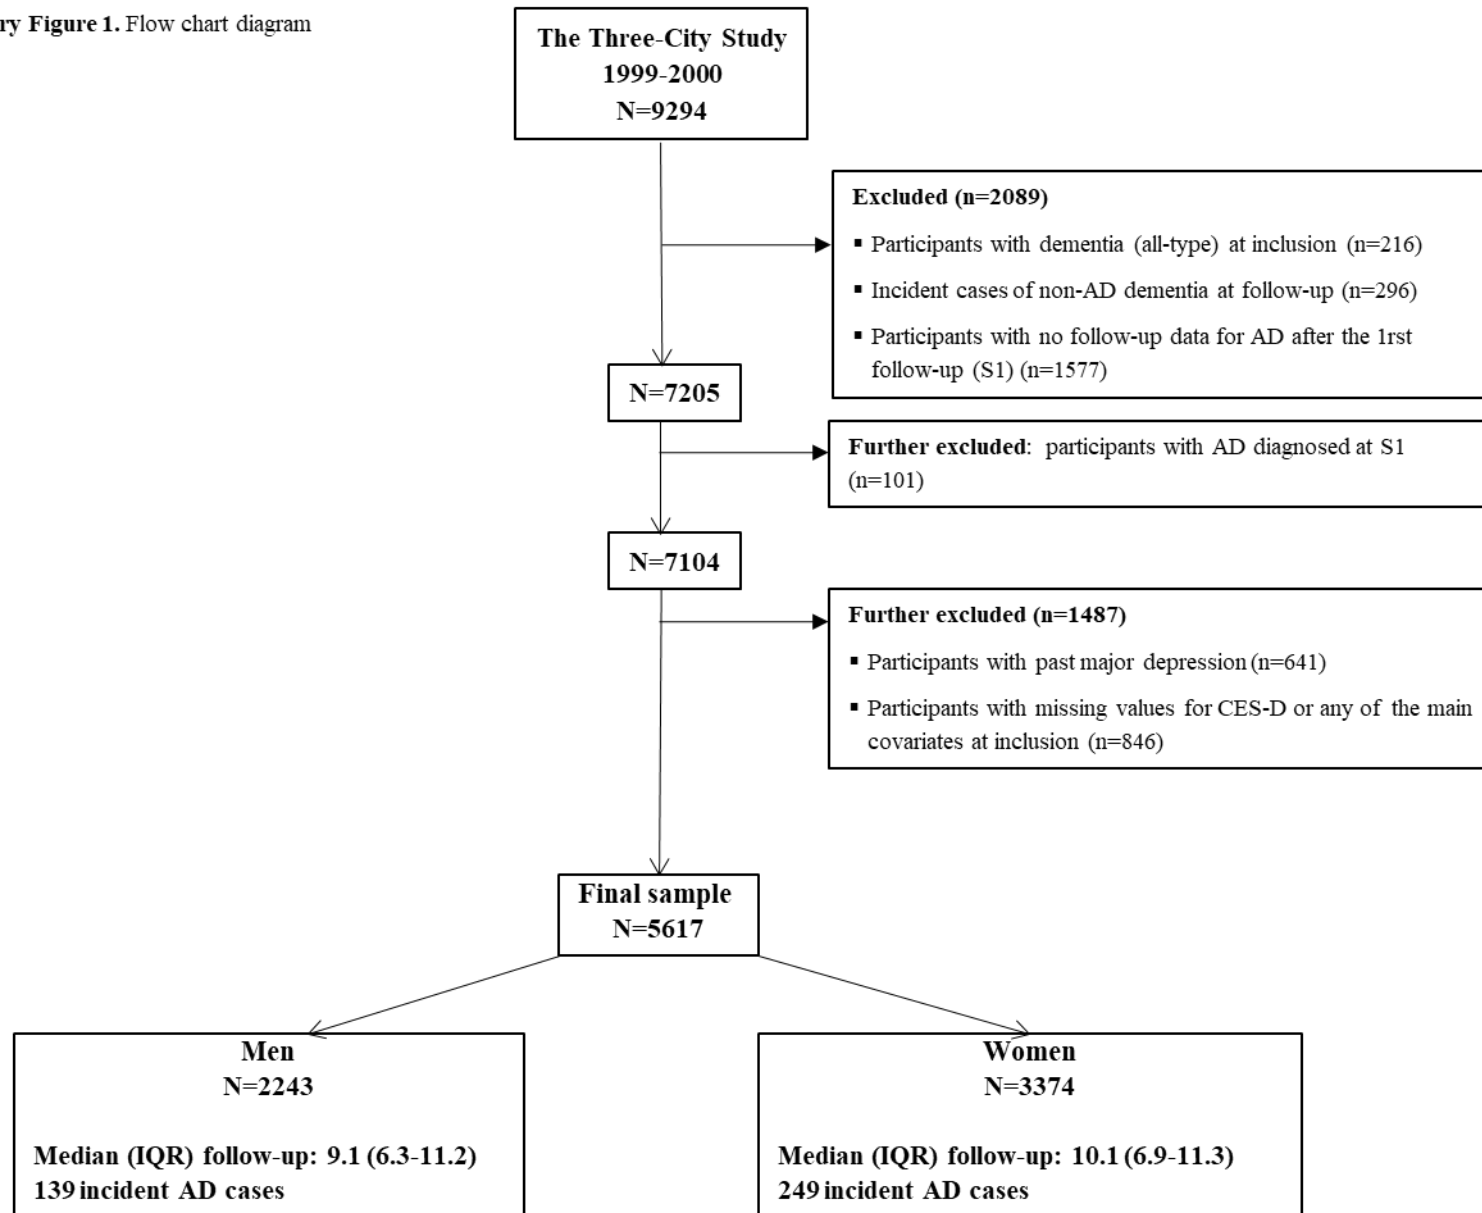 ry Figure 1. Flow chart diagram
The Three-City Study
1999-2000
N=9294
Excluded (n=2089)
▪ Participants with dementia (all-type) at inclusion (n=216)
▪ Incident cases of non-AD dementia at follow-up (n=296)
▪ Participants with no follow-up data for AD after the 1rst
follow-up (S1) (n=1577)
N=7205
Further excluded: participants with AD diagnosed at S1
(n=101)
N=7104
Further excluded (n=1487)
▪ Participants with past major depression (n=641)
▪ Participants with missing values for CES-D or any of the main
covariates at inclusion (n=846)
Final sample
N=5617
Men
N=2243
Median (IQR) follow-up: 9.1 (6.3-11.2)
139 incident AD cases
Women
N=3374
Median (IQR) follow-up: 10.1 (6.9-11.3)
249 incident AD cases